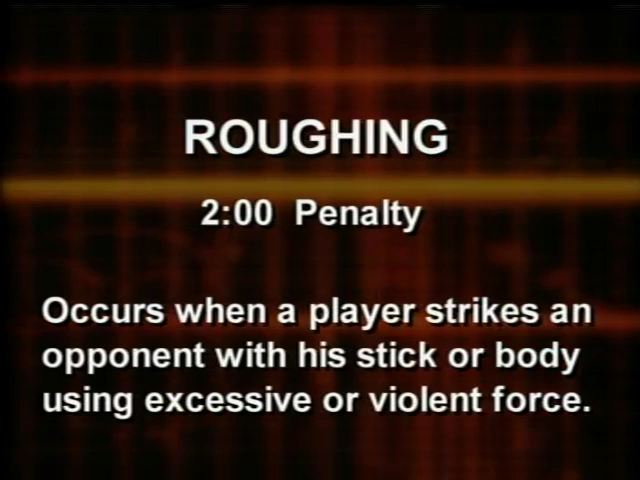 ROUGHING
2:00 Penalty
Occurs when a player strikes an
opponent with his stick or body
using excessive or violent force.